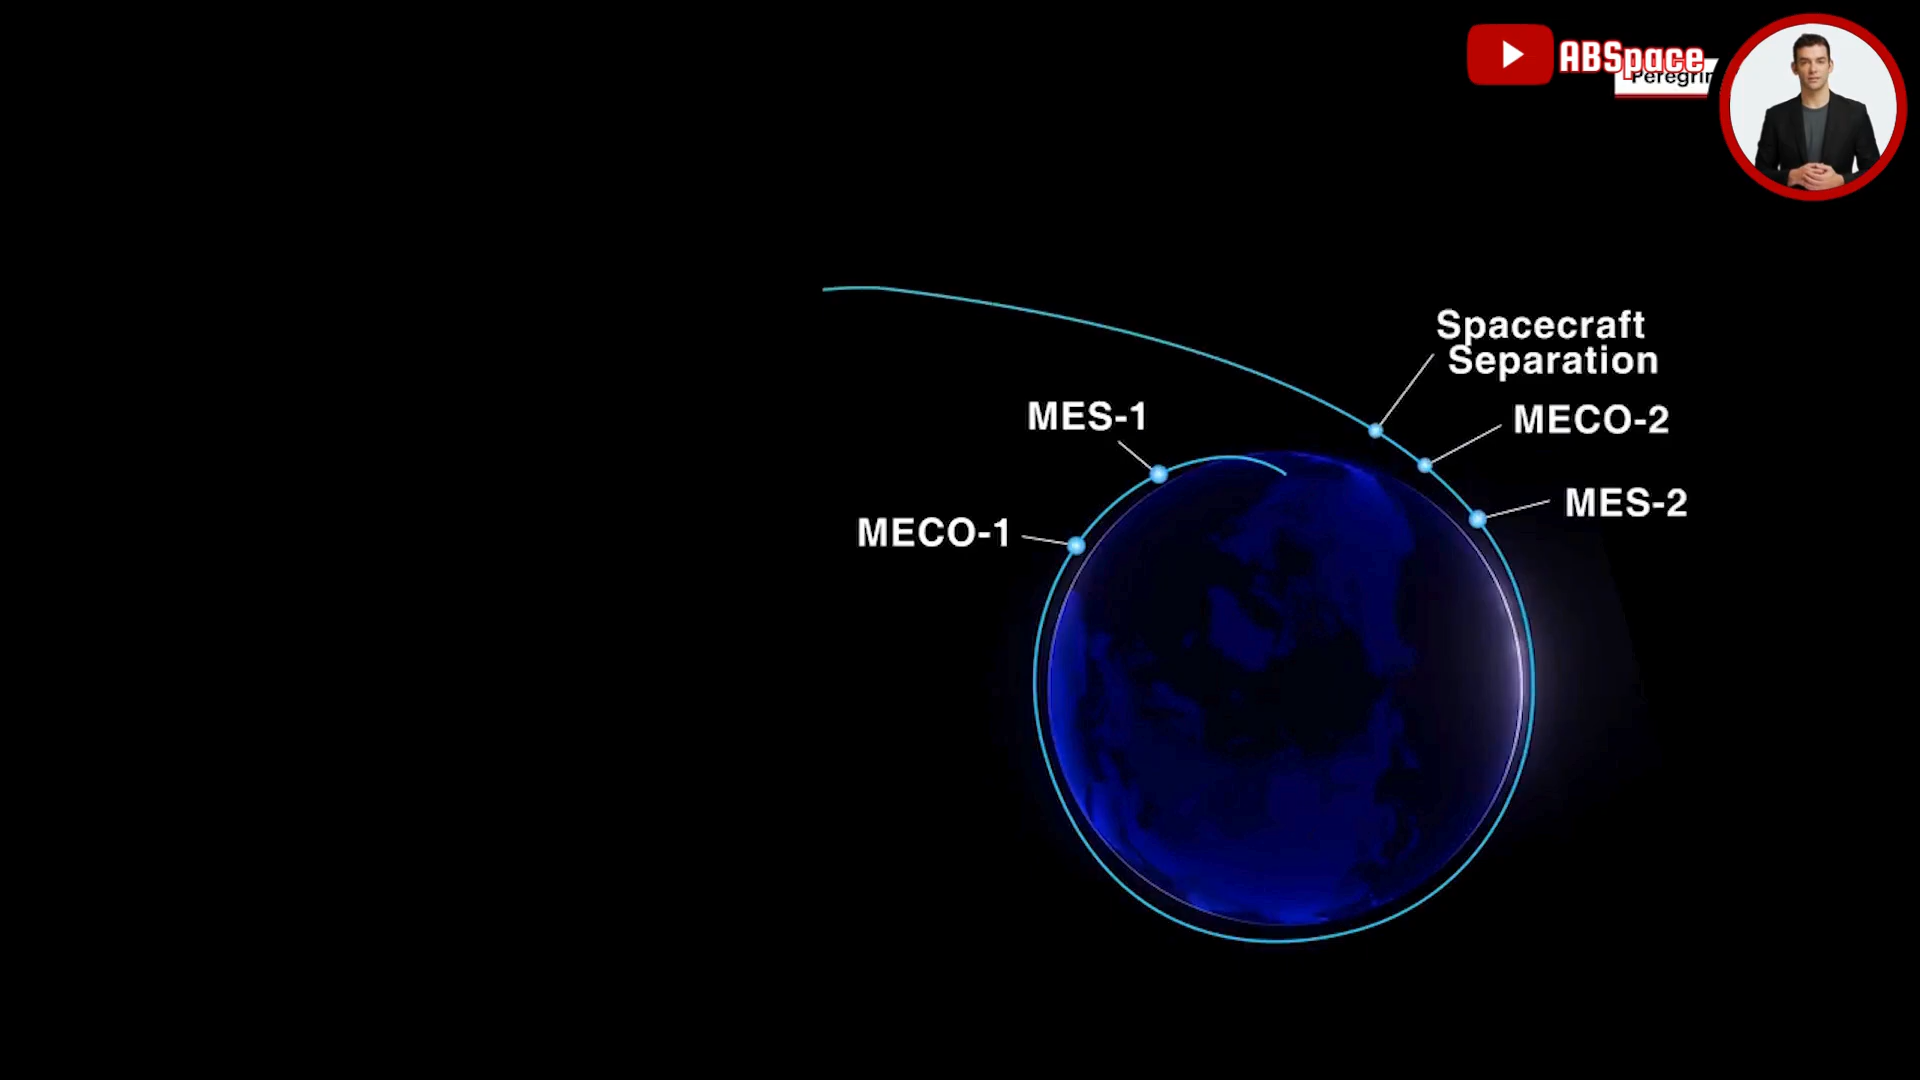 ABSpace
Spacecraft
Separation
MES-1
MECO-2
MES-2
MECO-1